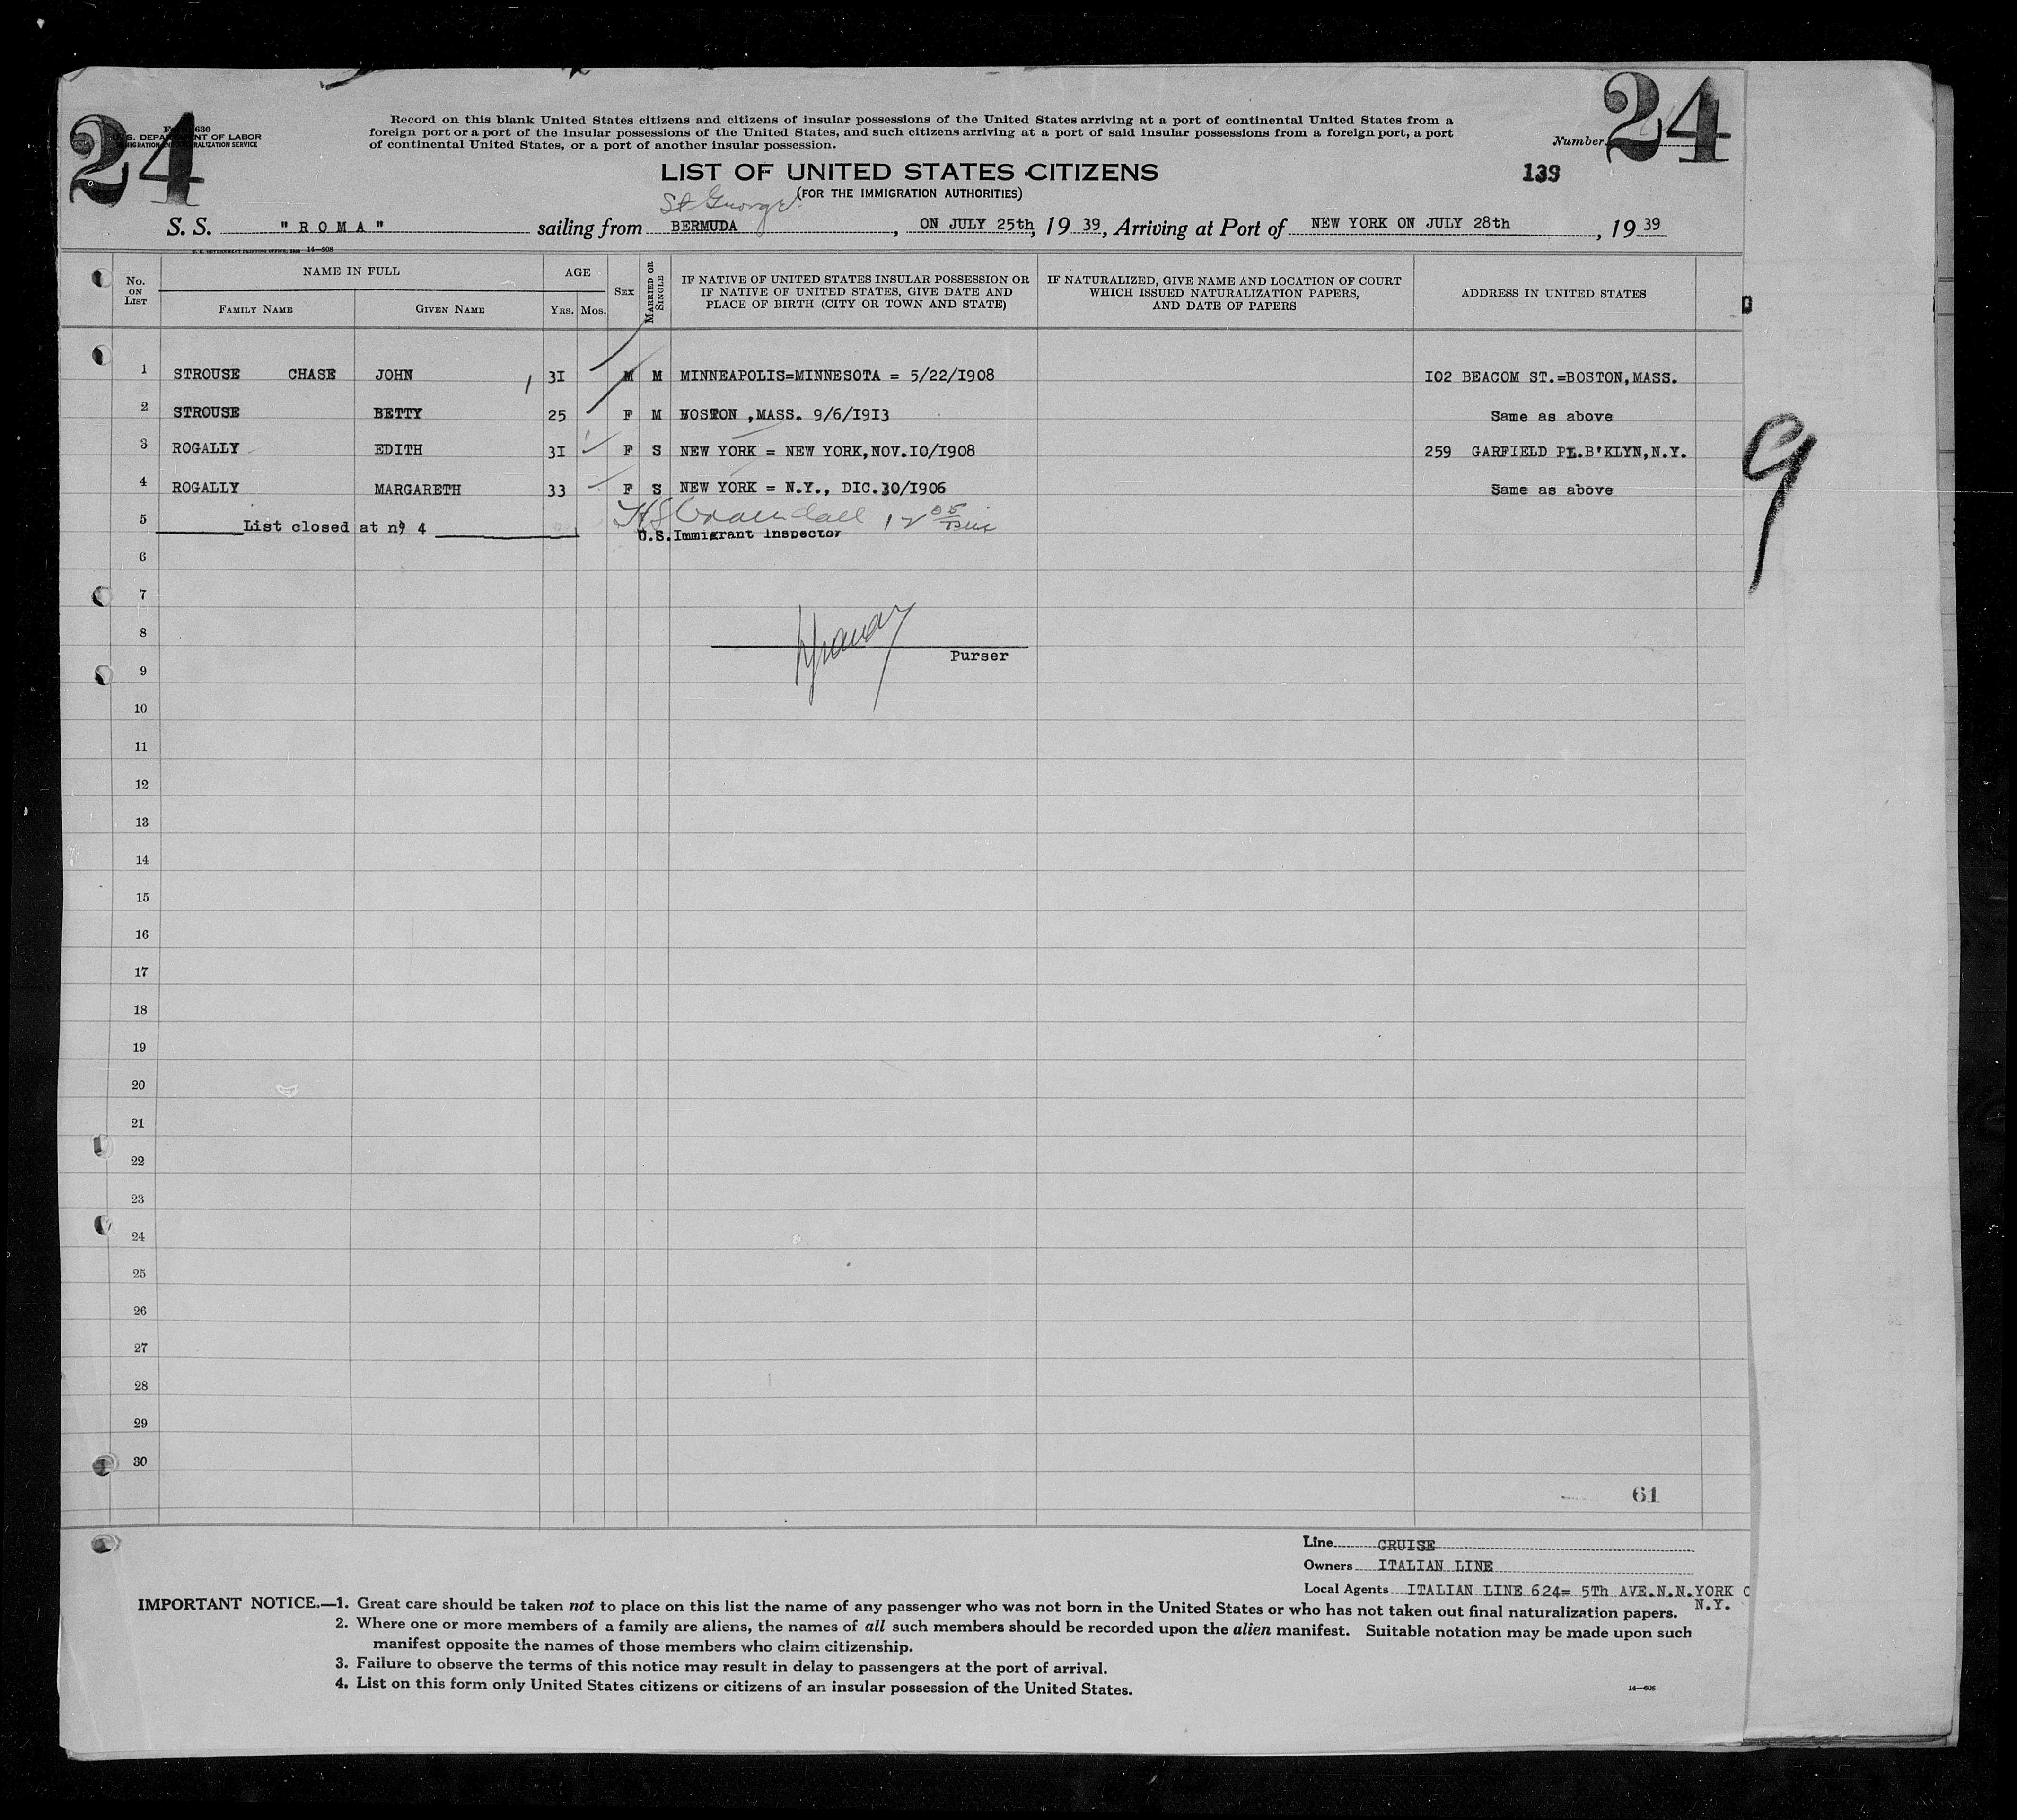 24
24
Record on this blank United States citizens and citizens of insular possessions of the United States arriving at a port of continental United States from a
foreign port or a port of the insular possessions of the United States, and such citizens arriving at a port of said insular possessions from a foreign port, a port
of continental United States, or a port of another insular possession.
630
U. S. DEPARTMENT OF LABOR
IMMIGRATION AND NATURALIZATION SERVICE
Number
LIST OF UNITED STATES CITIZENS
139
(FOR THE IMMIGRATION AUTHORITIES)
St George
S. S. "ROMA" sailing from BERMUDA, ON JULY 25th, 1939, Arriving at Port of NEW YORK ON JULY 28th, 1939
14—608
No. ON LIST
NAME IN FULL
FAMILY NAME
GIVEN NAME
AGE
YRS. MOS.
SEX
MARRIED OR SINGLE
IF NATIVE OF UNITED STATES INSULAR POSSESSION OR
IF NATIVE OF UNITED STATES, GIVE DATE AND
PLACE OF BIRTH (CITY OR TOWN AND STATE)
IF NATURALIZED, GIVE NAME AND LOCATION OF COURT
WHICH ISSUED NATURALIZATION PAPERS,
AND DATE OF PAPERS
ADDRESS IN UNITED STATES
1 STROUSE CHASE JOHN 31 M M MINNEAPOLIS=MINNESOTA = 5/22/1908 102 BEACOM ST.=BOSTON, MASS.
2 STROUSE BETTY 25 F M BOSTON ,MASS. 9/6/1913 Same as above
3 ROGALLY EDITH 31 F S NEW YORK = NEW YORK,NOV.10/1908 259 GARFIELD PL.B'KLYN,N.Y.
4 ROGALLY MARGARETH 33 F S NEW YORK = N.Y., DIC.30/1906 Same as above
5 List closed at nº 4
U.S.Immigrant inspector
6
7
8
Purser
9
10
11
12
13
14
15
16
17
18
19
20
21
22
23
24
25
26
27
28
29
30
9
61
Line CRUISE
Owners ITALIAN LINE
Local Agents ITALIAN LINE 624= 5Th AVE.N.N.YORK C
N.Y.
IMPORTANT NOTICE.—1. Great care should be taken not to place on this list the name of any passenger who was not born in the United States or who has not taken out final naturalization papers.
2. Where one or more members of a family are aliens, the names of all such members should be recorded upon the alien manifest. Suitable notation may be made upon such
manifest opposite the names of those members who claim citizenship.
3. Failure to observe the terms of this notice may result in delay to passengers at the port of arrival.
4. List on this form only United States citizens or citizens of an insular possession of the United States.
14—608